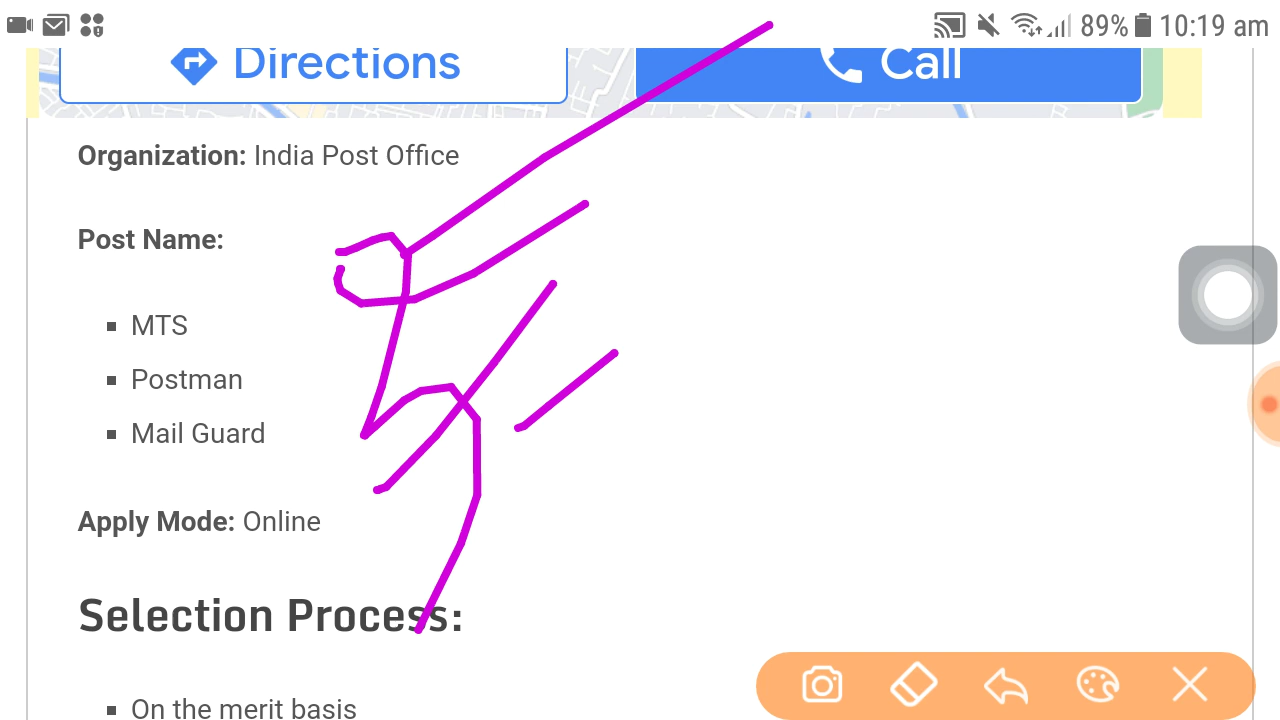 89% 10:19 am
Directions
Call
Organization: India Post Office
Post Name:
▪ MTS
▪ Postman
▪ Mail Guard
Apply Mode: Online
Selection Process:
▪ On the merit basis